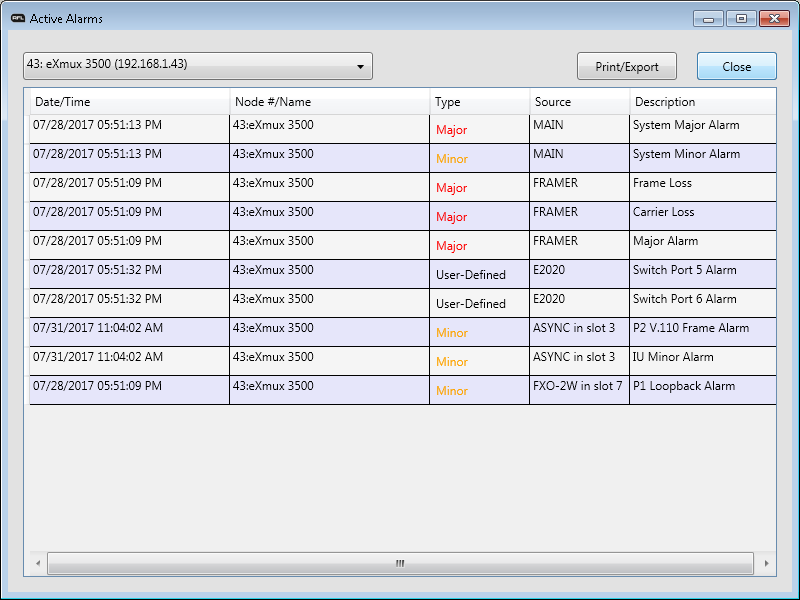 AFL Active Alarms
43: eXmux 3500 (192.168.1.43) Print/Export Close
Date/Time Node #/Name Type Source Description
07/28/2017 05:51:13 PM 43:eXmux 3500 Major MAIN System Major Alarm
07/28/2017 05:51:13 PM 43:eXmux 3500 Minor MAIN System Minor Alarm
07/28/2017 05:51:09 PM 43:eXmux 3500 Major FRAMER Frame Loss
07/28/2017 05:51:09 PM 43:eXmux 3500 Major FRAMER Carrier Loss
07/28/2017 05:51:09 PM 43:eXmux 3500 Major FRAMER Major Alarm
07/28/2017 05:51:32 PM 43:eXmux 3500 User-Defined E2020 Switch Port 5 Alarm
07/28/2017 05:51:32 PM 43:eXmux 3500 User-Defined E2020 Switch Port 6 Alarm
07/31/2017 11:04:02 AM 43:eXmux 3500 Minor ASYNC in slot 3 P2 V.110 Frame Alarm
07/31/2017 11:04:02 AM 43:eXmux 3500 Minor ASYNC in slot 3 IU Minor Alarm
07/28/2017 05:51:09 PM 43:eXmux 3500 Minor FXO-2W in slot 7 P1 Loopback Alarm